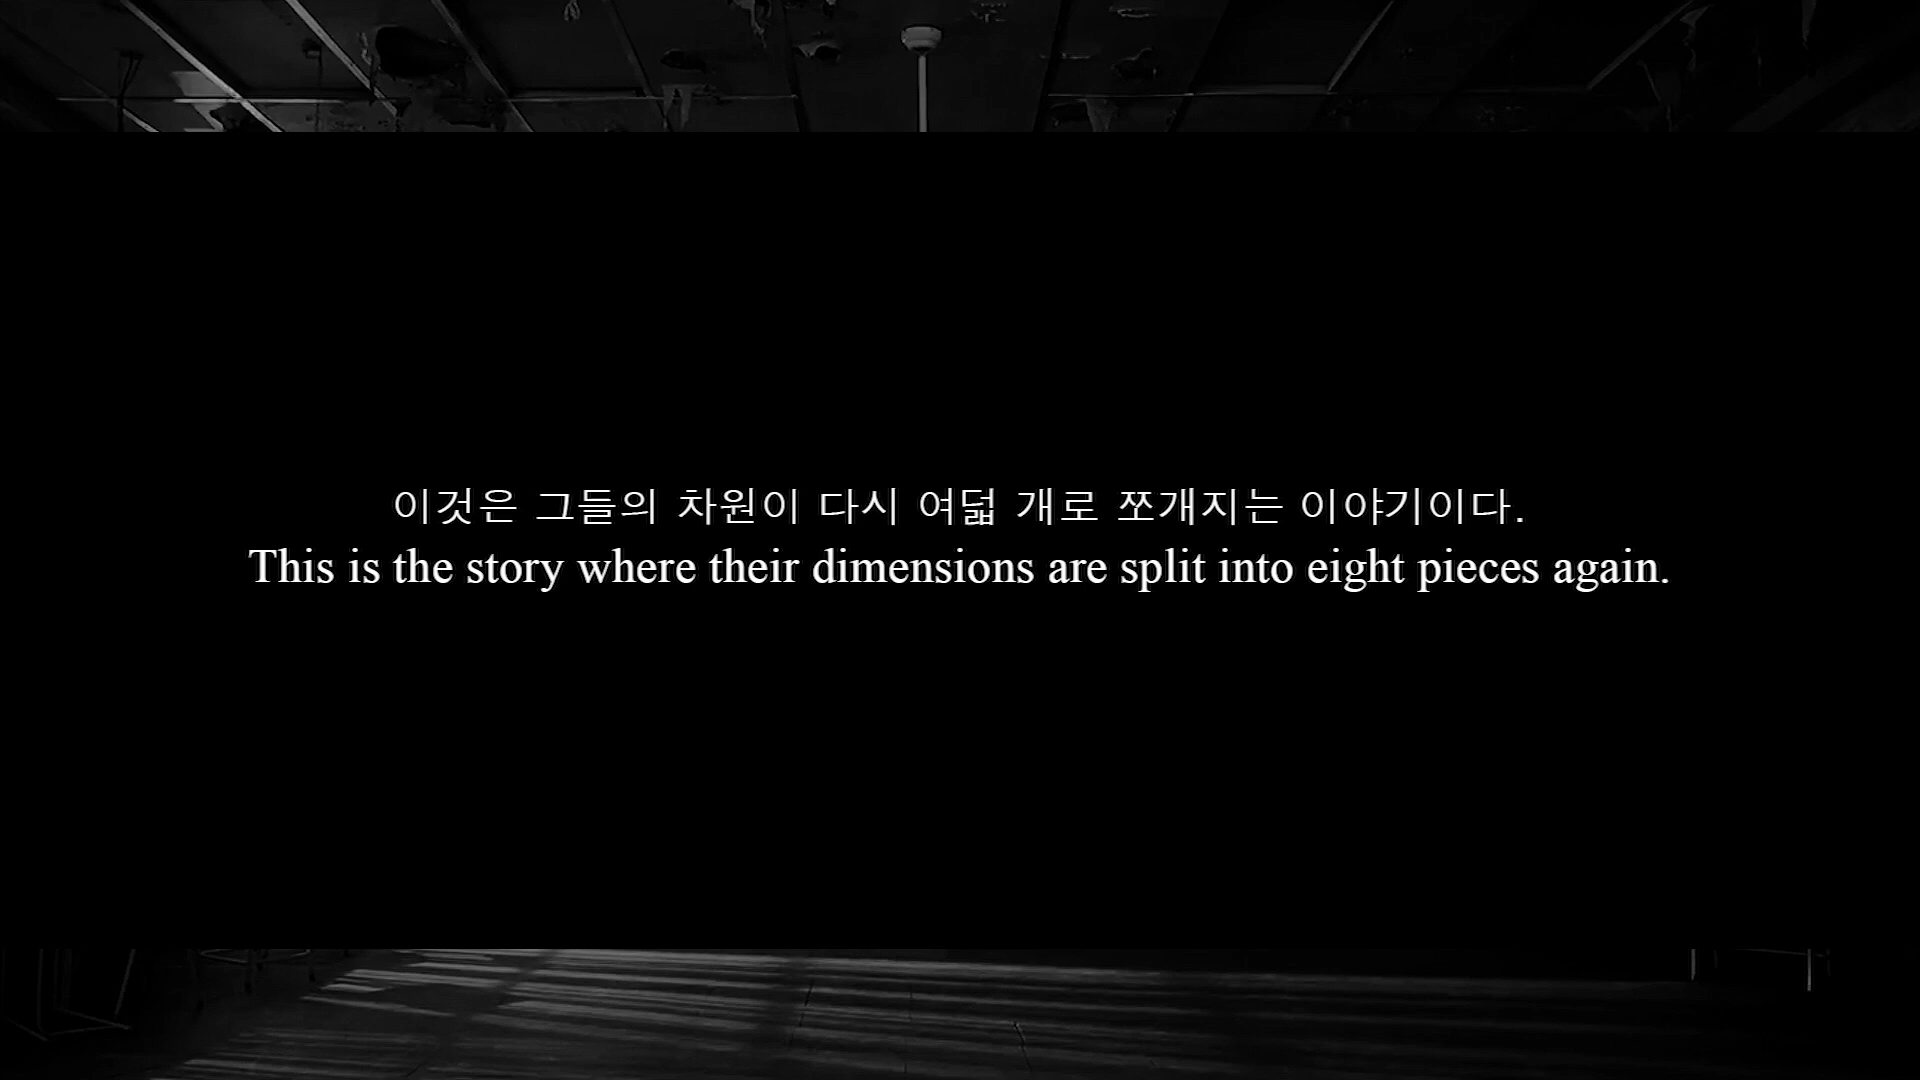 이것은 그들의 차원이 다시 여덟 개로 쪼개지는 이야기이다.
This is the story where their dimensions are split into eight pieces again.